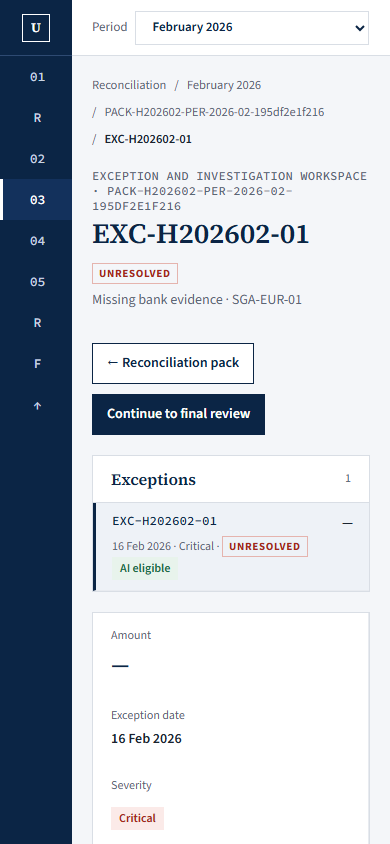 U
Period
February 2026
01
R
02
03
04
05
R
F
↑
Reconciliation / February 2026
/ PACK-H202602-PER-2026-02-195df2e1f216
/ EXC-H202602-01
EXCEPTION AND INVESTIGATION WORKSPACE
· PACK-H202602-PER-2026-02-
195DF2E1F216
EXC-H202602-01
UNRESOLVED
Missing bank evidence · SGA-EUR-01
← Reconciliation pack
Continue to final review
Exceptions 1
EXC-H202602-01 —
16 Feb 2026 · Critical · UNRESOLVED
AI eligible
Amount
—
Exception date
16 Feb 2026
Severity
Critical